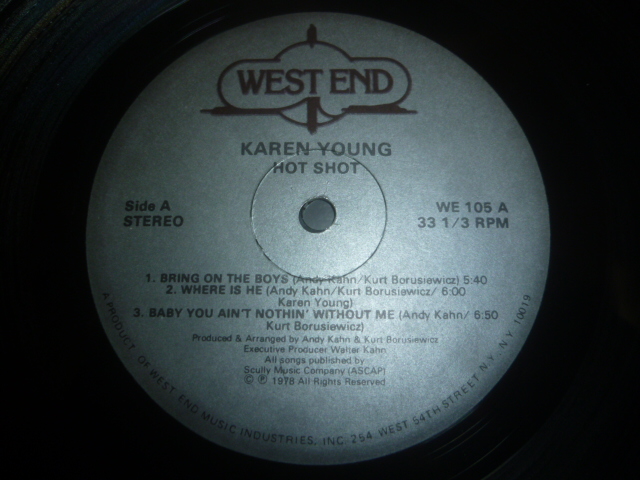 WEST END
KAREN YOUNG
HOT SHOT
Side A
STEREO
WE 105 A
33 1/3 RPM
1. BRING ON THE BOYS (Andy Kahn/Kurt Borusiewicz) 5:40
2. WHERE IS HE (Andy Kahn/Kurt Borusiewicz/ 6:00
Karen Young)
3. BABY YOU AIN'T NOTHIN' WITHOUT ME (Andy Kahn/ 6:50
Kurt Borusiewicz)
Produced & Arranged by Andy Kahn & Kurt Borusiewicz
Executive Producer Walter Kahn
All songs published by
Scully Music Company (ASCAP)
© ℗ 1978 All Rights Reserved
A PRODUCT OF WEST END MUSIC INDUSTRIES, INC 254 WEST 54TH STREET N.Y. N.Y. 10019